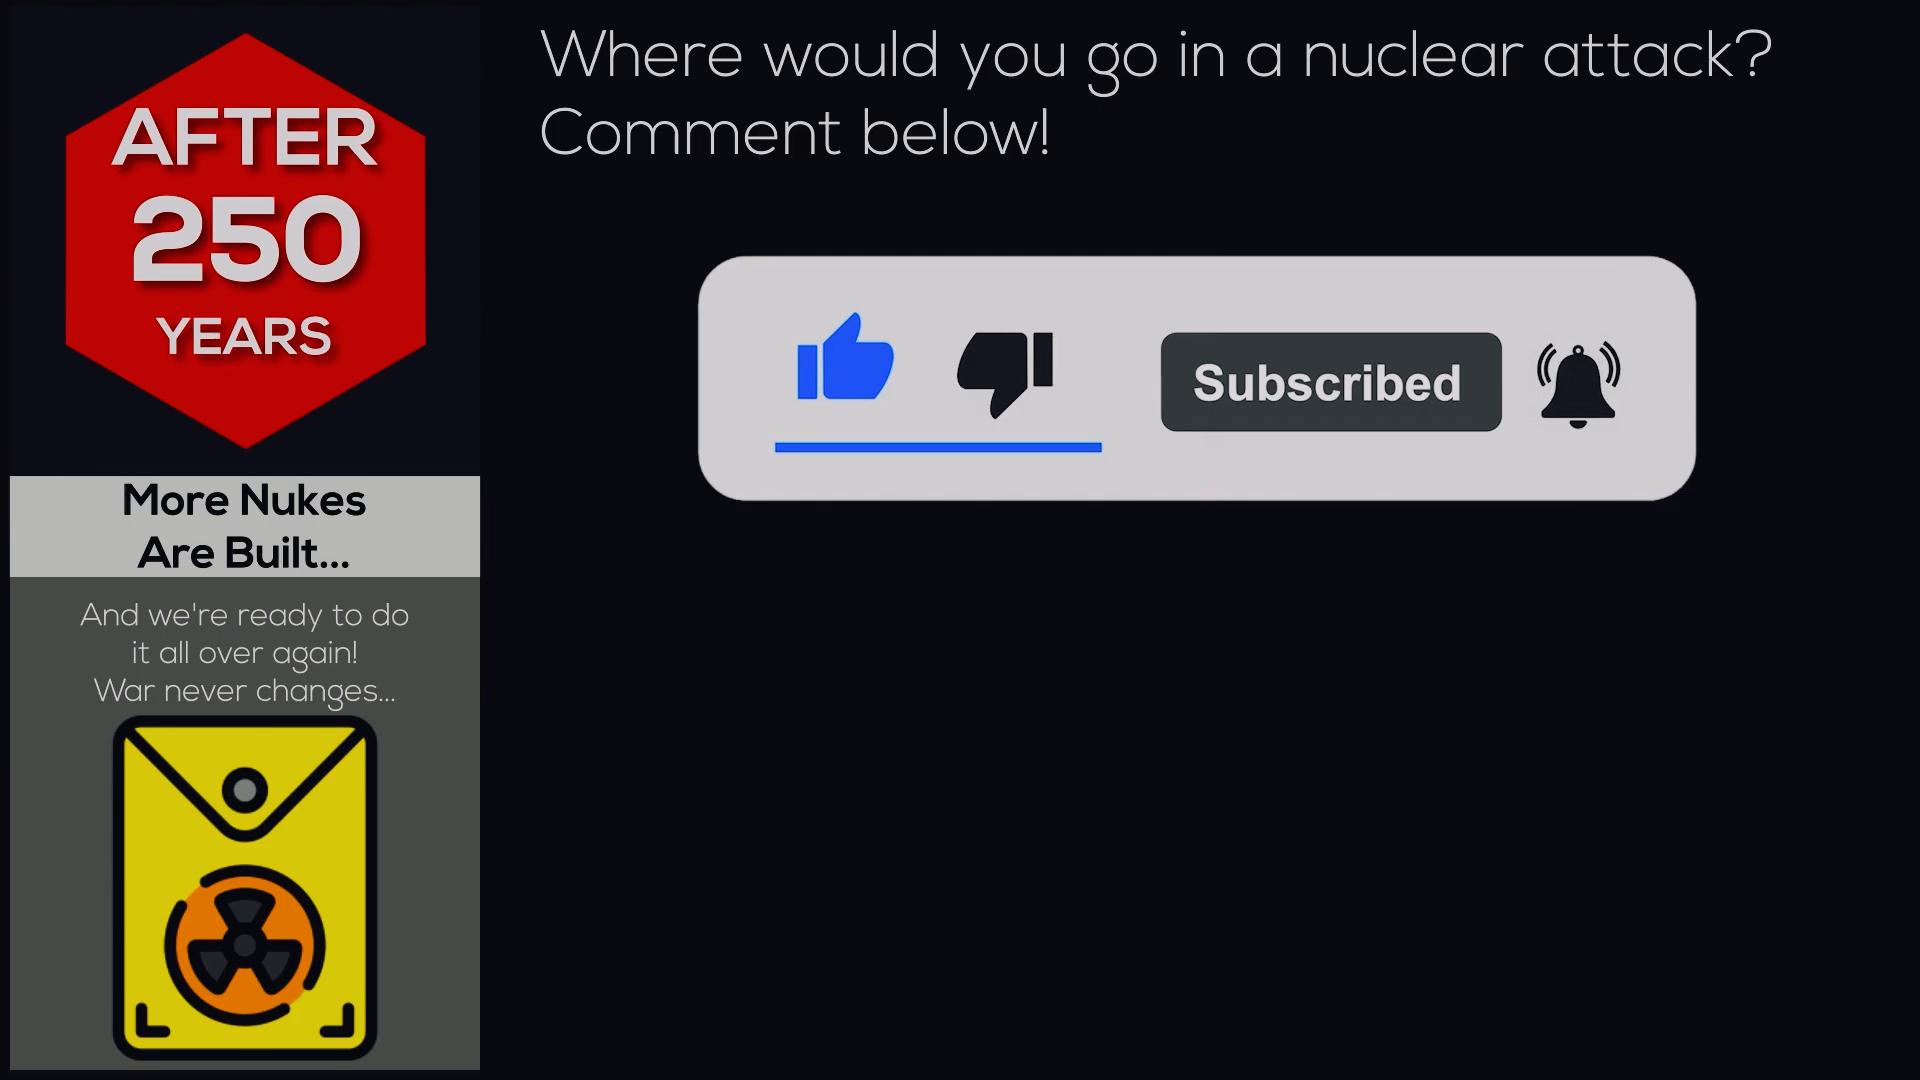 AFTER
250
YEARS
More Nukes
Are Built...
And we're ready to do
it all over again!
War never changes...
Where would you go in a nuclear attack?
Comment below!
Subscribed